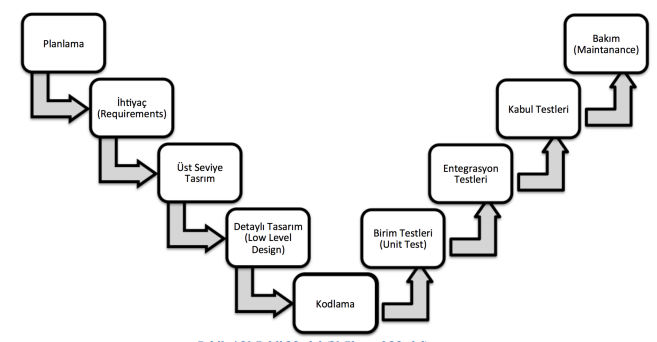 Planlama
İhtiyaç
(Requirements)
Üst Seviye
Tasrım
Detaylı Tasarım
(Low Level
Design)
Kodlama
Birim Testleri
(Unit Test)
Entegrasyon
Testleri
Kabul Testleri
Bakım
(Maintanance)